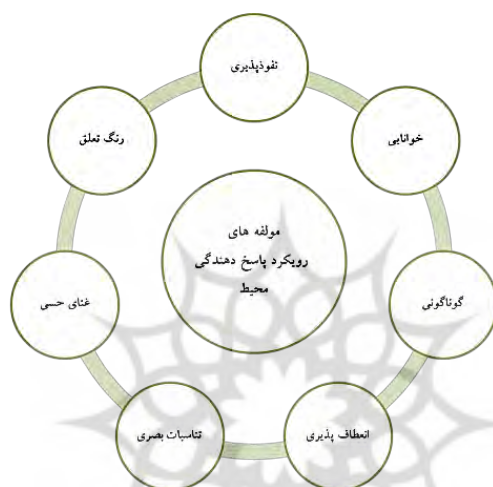 نفوذپذیری
خوانایی
گوناگونی
انعطاف پذیری
تناسبات بصری
غنای حسی
رنگ تعلق
مولفه های
رویکرد پاسخ دهندگی
محیط